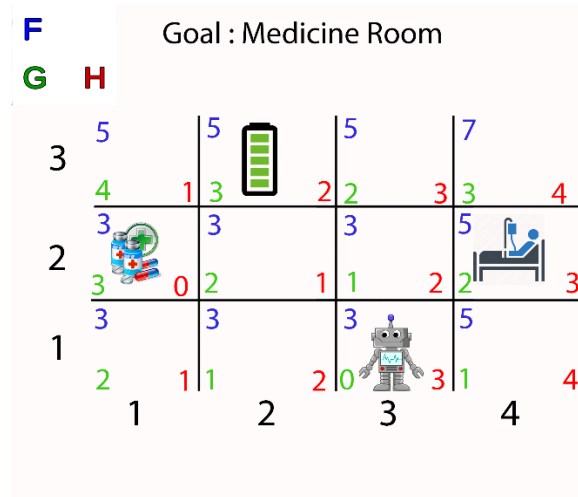 F
Goal : Medicine Room
G H
5 5 5 7
3
4 1 3 2 2 3 3 4
3 3 3 5
2
3 0 2 1 1 2 2 3
3 3 3 5
1
2 1 1 2 0 3 1 4
1 2 3 4